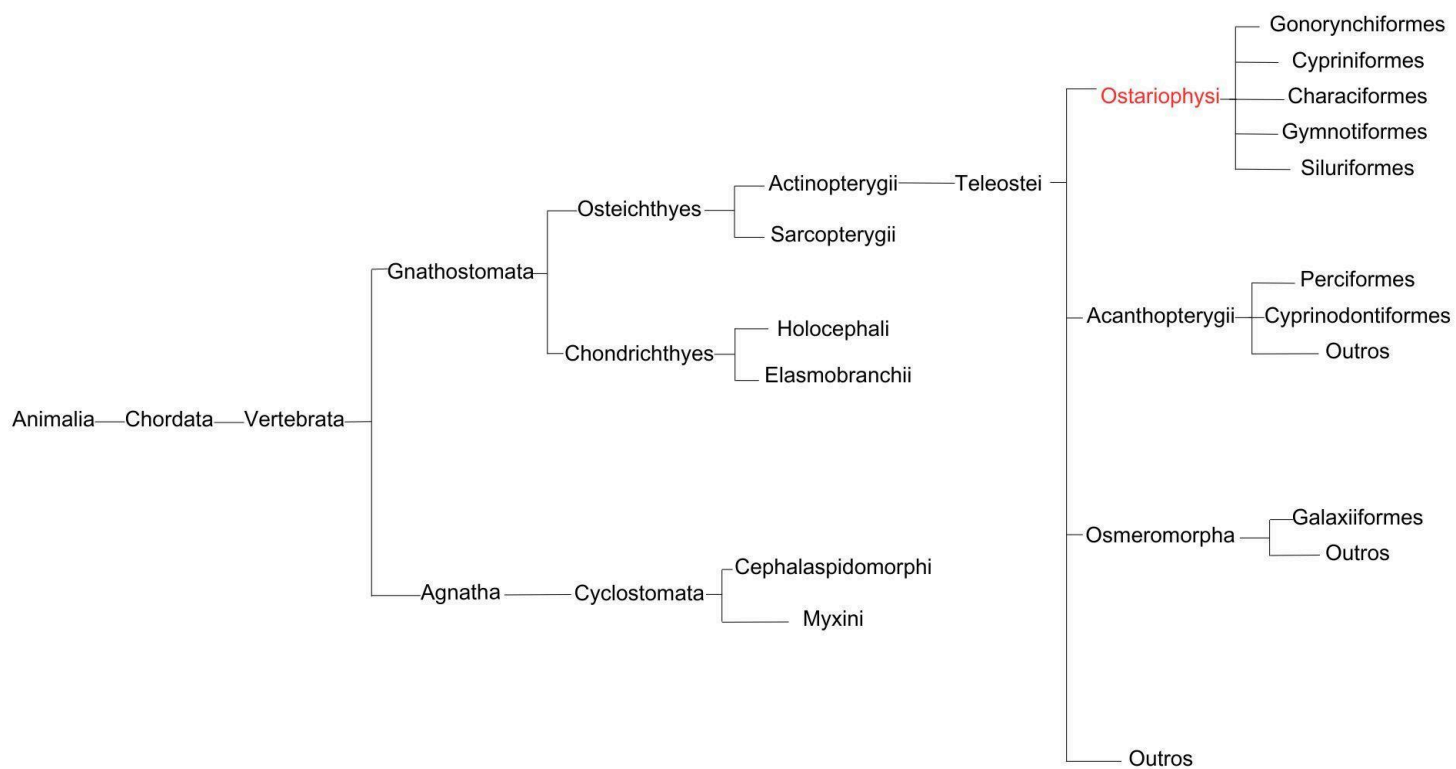 Gonorynchiformes
Cypriniformes
Ostariophysi
Characiformes
Gymnotiformes
Siluriformes
Actinopterygii
Teleostei
Osteichthyes
Sarcopterygii
Gnathostomata
Perciformes
Acanthopterygii
Cyprinodontiformes
Outros
Holocephali
Chondrichthyes
Elasmobranchii
Animalia
Chordata
Vertebrata
Galaxiiformes
Osmeromorpha
Outros
Cephalaspidomorphi
Agnatha
Cyclostomata
Myxini
Outros